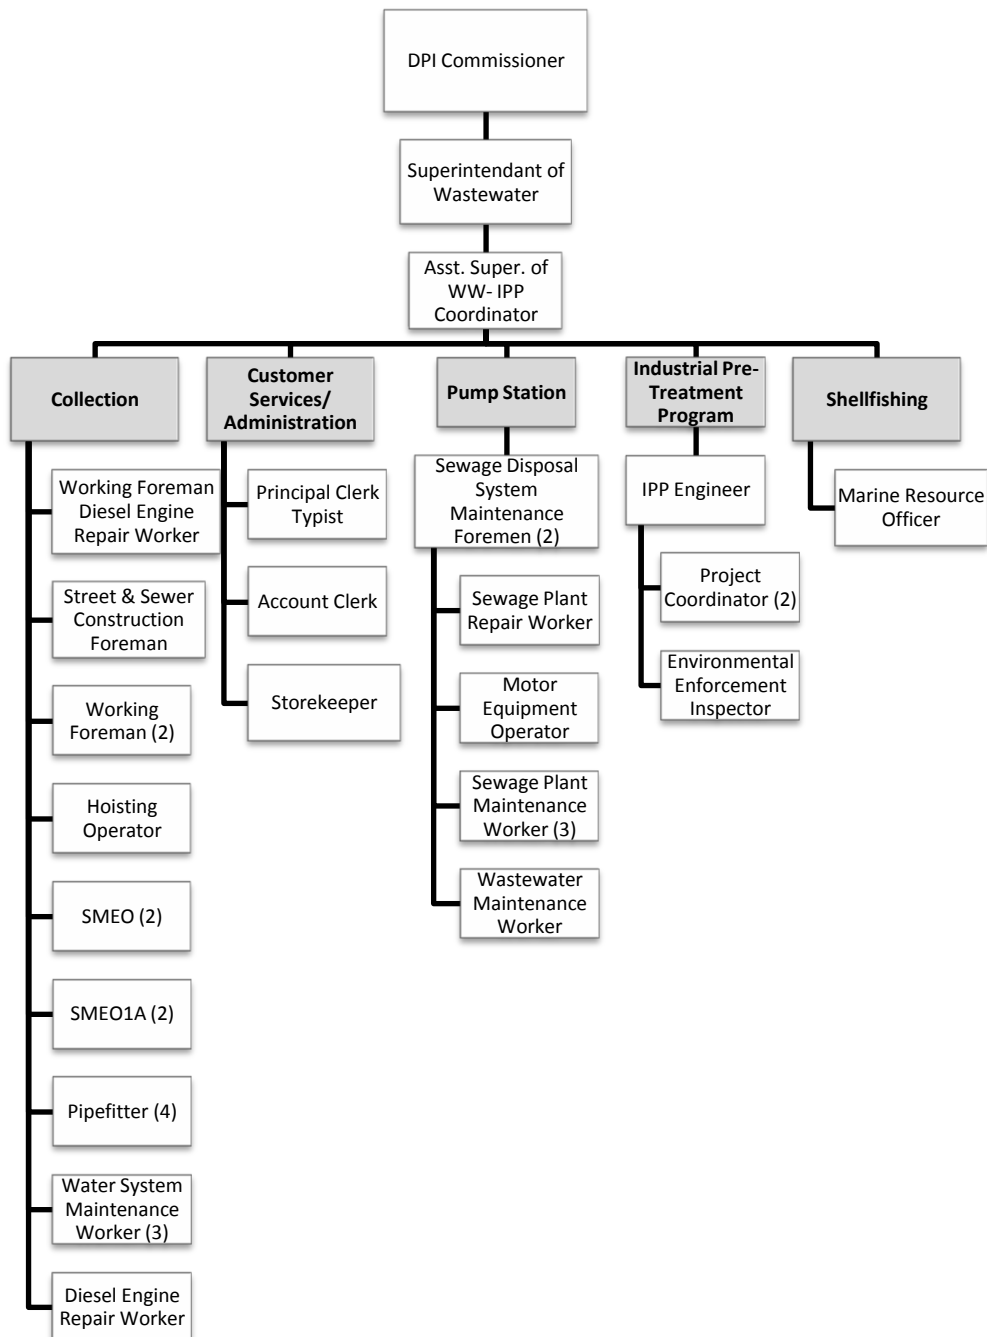 DPI Commissioner
Superintendant of
Wastewater
Asst. Super. of
WW- IPP
Coordinator
Collection
Customer
Services/
Administration
Pump Station
Industrial Pre-
Treatment
Program
Shellfishing
Working Foreman
Diesel Engine
Repair Worker
Street & Sewer
Construction
Foreman
Working
Foreman (2)
Hoisting
Operator
SMEO (2)
SMEO1A (2)
Pipefitter (4)
Water System
Maintenance
Worker (3)
Diesel Engine
Repair Worker
Principal Clerk
Typist
Account Clerk
Storekeeper
Sewage Disposal
System
Maintenance
Foremen (2)
Sewage Plant
Repair Worker
Motor
Equipment
Operator
Sewage Plant
Maintenance
Worker (3)
Wastewater
Maintenance
Worker
IPP Engineer
Project
Coordinator (2)
Environmental
Enforcement
Inspector
Marine Resource
Officer